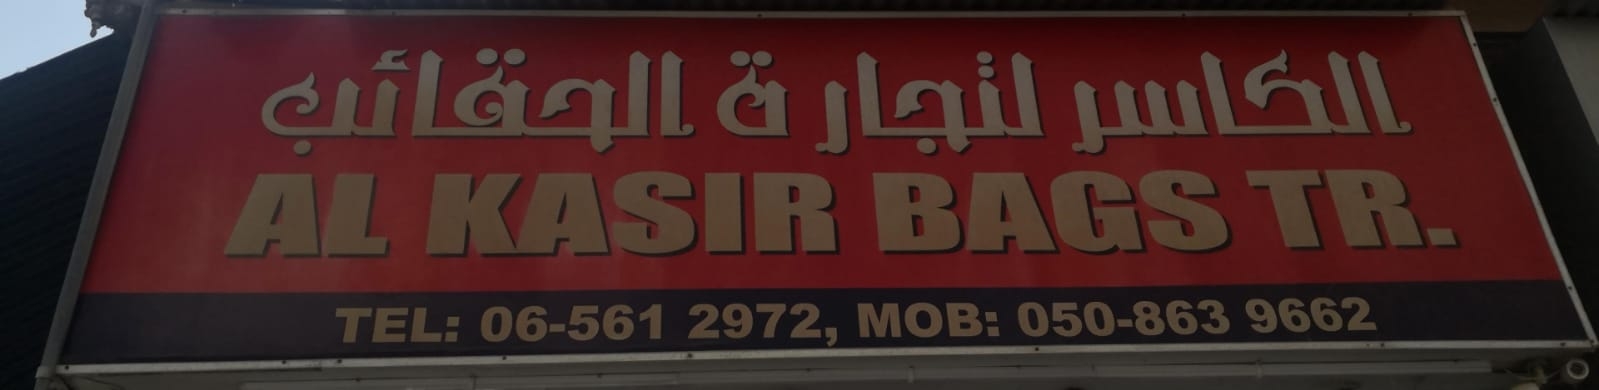 الكاسر لتجارة الحقائب
AL KASIR BAGS TR.
TEL: 06-561 2972, MOB: 050-863 9662